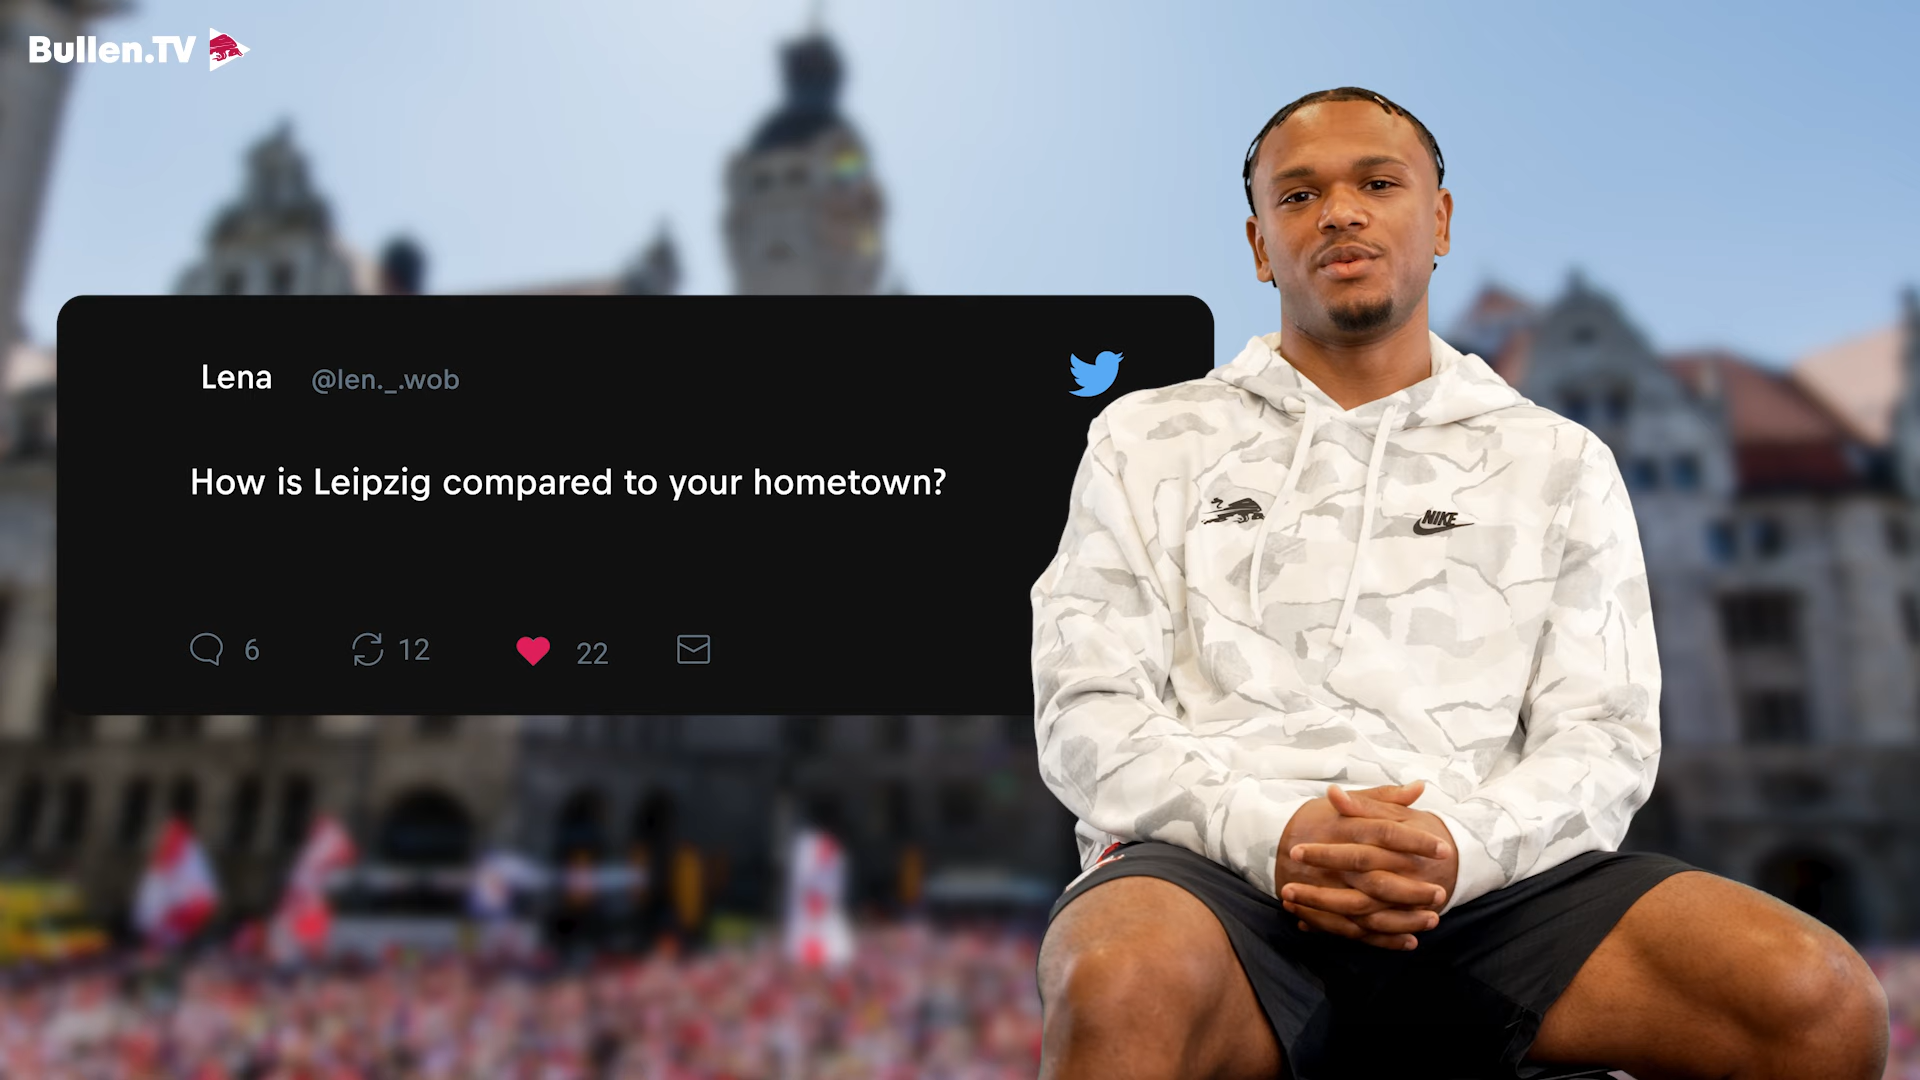 Bullen.TV
Lena @len._.wob
How is Leipzig compared to your hometown?
6 12 22
NIKE